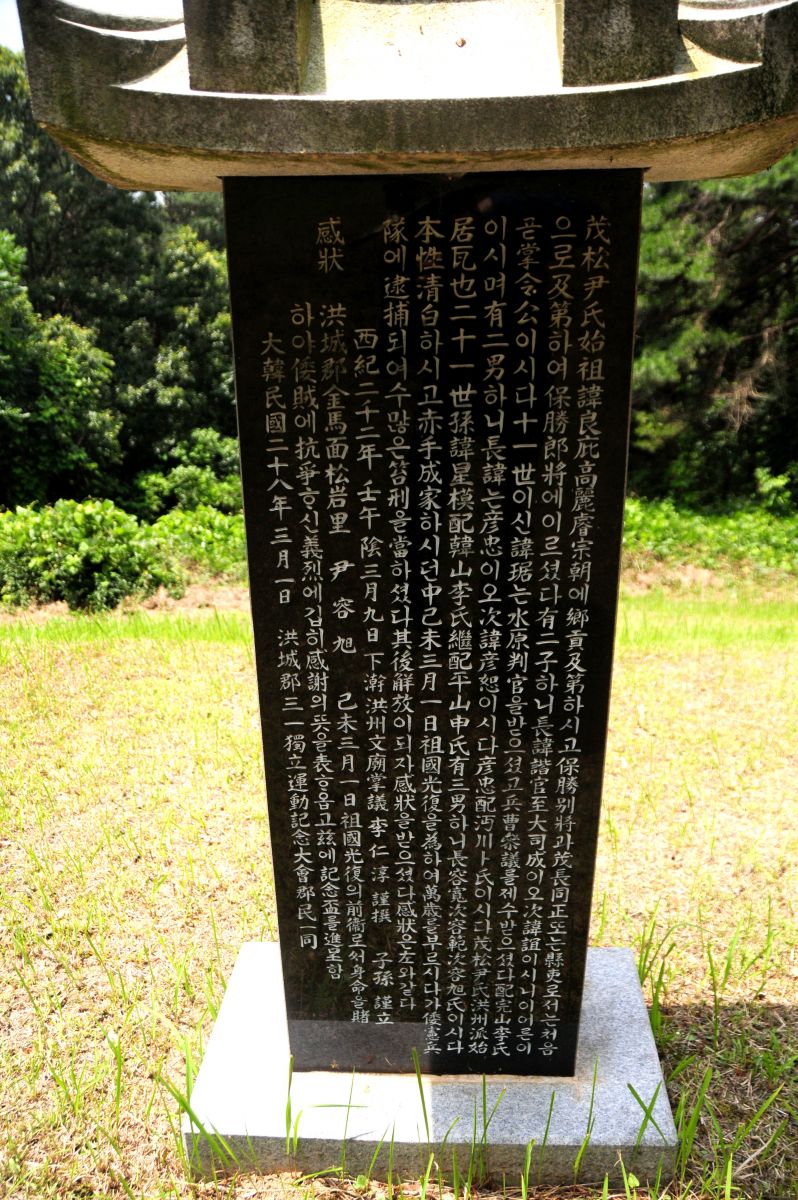 茂松尹氏始祖諱良庇高麗睿宗朝에鄕貢及第하시고保勝別將과茂長同正또는縣吏로서는처음
으로及第하여保勝郎將에이르셨다有二子하니長諱諧官至大司成이오次諱誼이시니이어른이
곧掌令公이시다十一世이신諱琚는水原判官을받으셨고兵曹參議를제수받으셨다配完山李氏
이시며有二男하니長諱는彦忠이오次諱彦恕이시다彦忠配沔川卜氏이시다茂松尹氏洪州派始
居瓦也二十一世孫諱星模配韓山李氏繼配平山申氏有三男하니長容寬次容範次容旭氏이시다
本性清白하시고赤手成家하시던中己未三月一日祖國光復을為하여萬歲를부르시다가倭憲兵
隊에逮捕되여수많은笞刑을當하셨다其後解放이되자感狀을받으셨다感狀은左와같다
西紀二十二年 壬午 陰三月九日 下澣 洪州文廟掌議 李仁淳 謹撰 子孫 謹立
感狀 洪城郡金馬面松岩里 尹容旭 己未三月一日祖國光復의前衛로써身命을賭
하야倭賊에抗爭하신義烈에깁히感謝의뜻을表하옴고玆에記念盃를進呈함
大韓民國二十八年三月一日 洪城郡三一獨立運動記念大會郡民一同